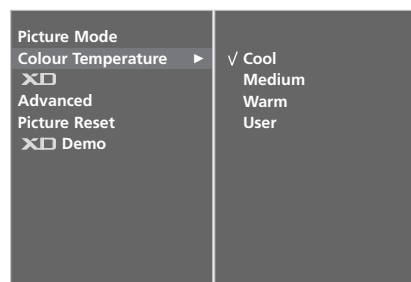 Picture Mode
Colour Temperature ►
XD
Advanced
Picture Reset
XD Demo
√ Cool
Medium
Warm
User